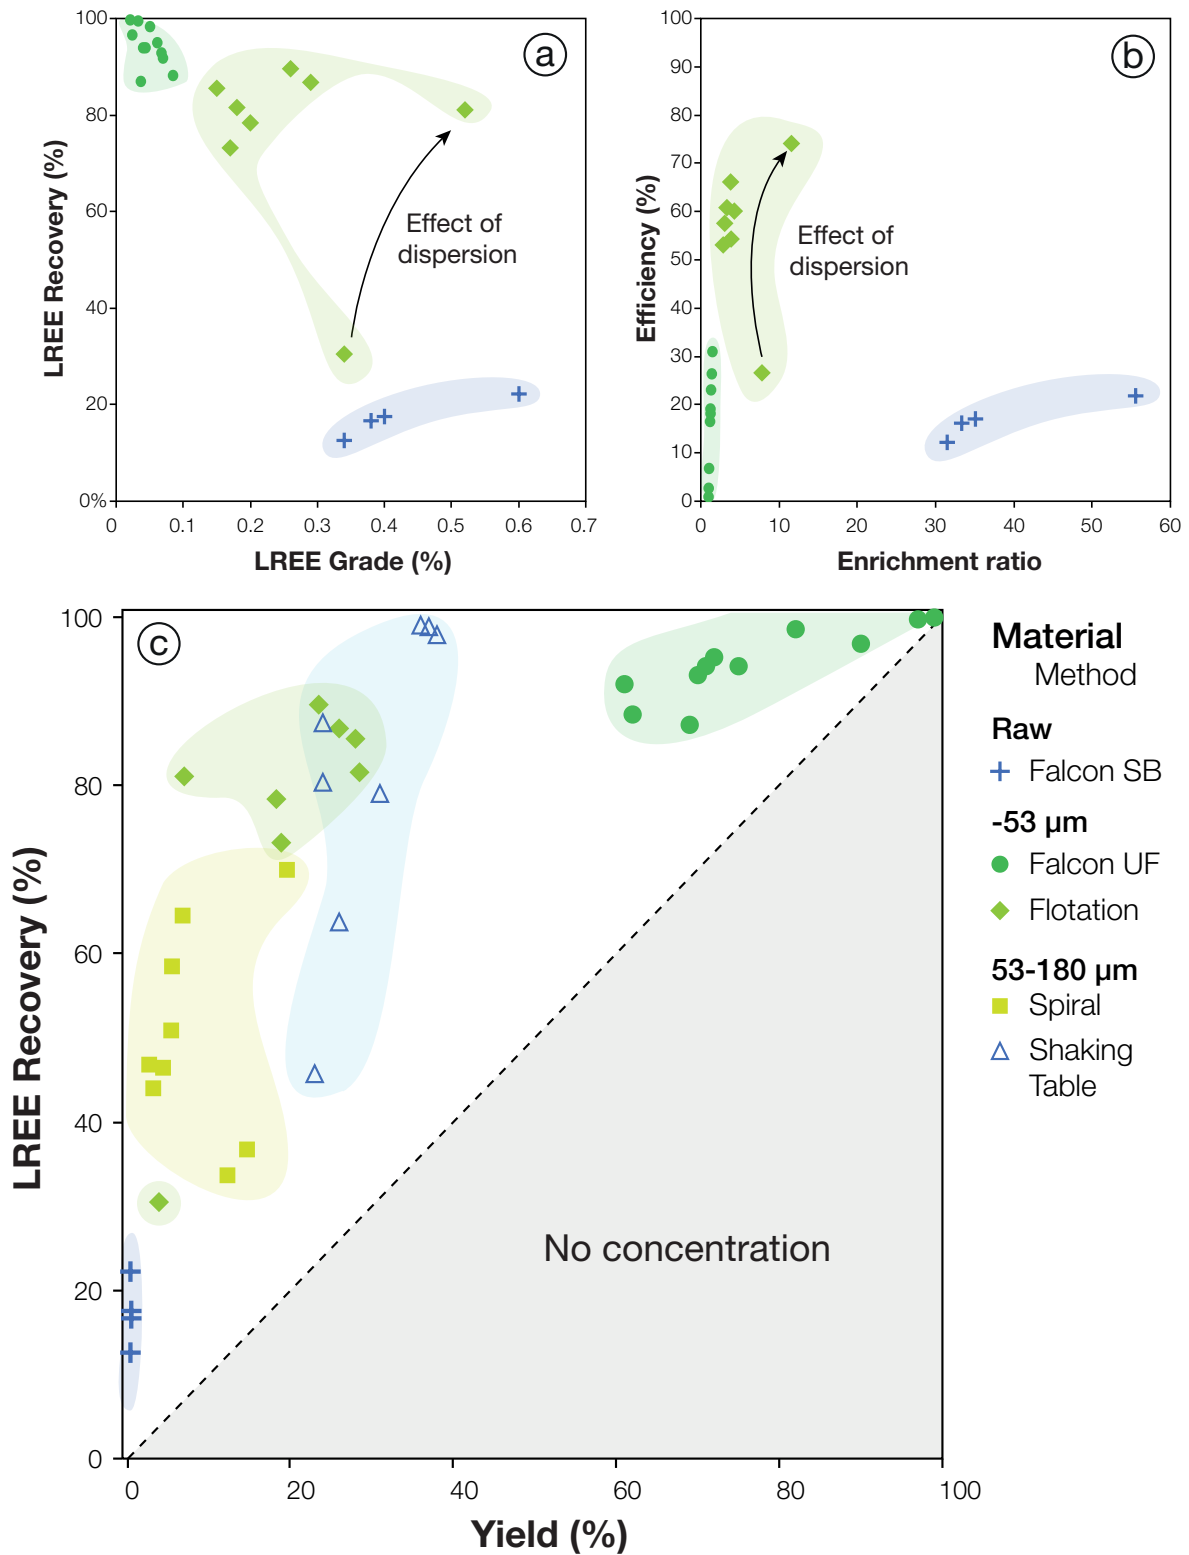 a
100
80
60
40
20
0%
LREE Recovery (%)
Effect of
dispersion
0
0.1
0.2
0.3
0.4
0.5
0.6
0.7
LREE Grade (%)
b
100
90
80
70
60
50
40
30
20
10
0
Efficiency (%)
Effect of
dispersion
0
10
20
30
40
50
60
Enrichment ratio
c
100
80
60
40
20
0
LREE Recovery (%)
No concentration
0
20
40
60
80
100
Yield (%)
Material
Method
Raw
Falcon SB
-53 µm
Falcon UF
Flotation
53-180 µm
Spiral
Shaking
Table